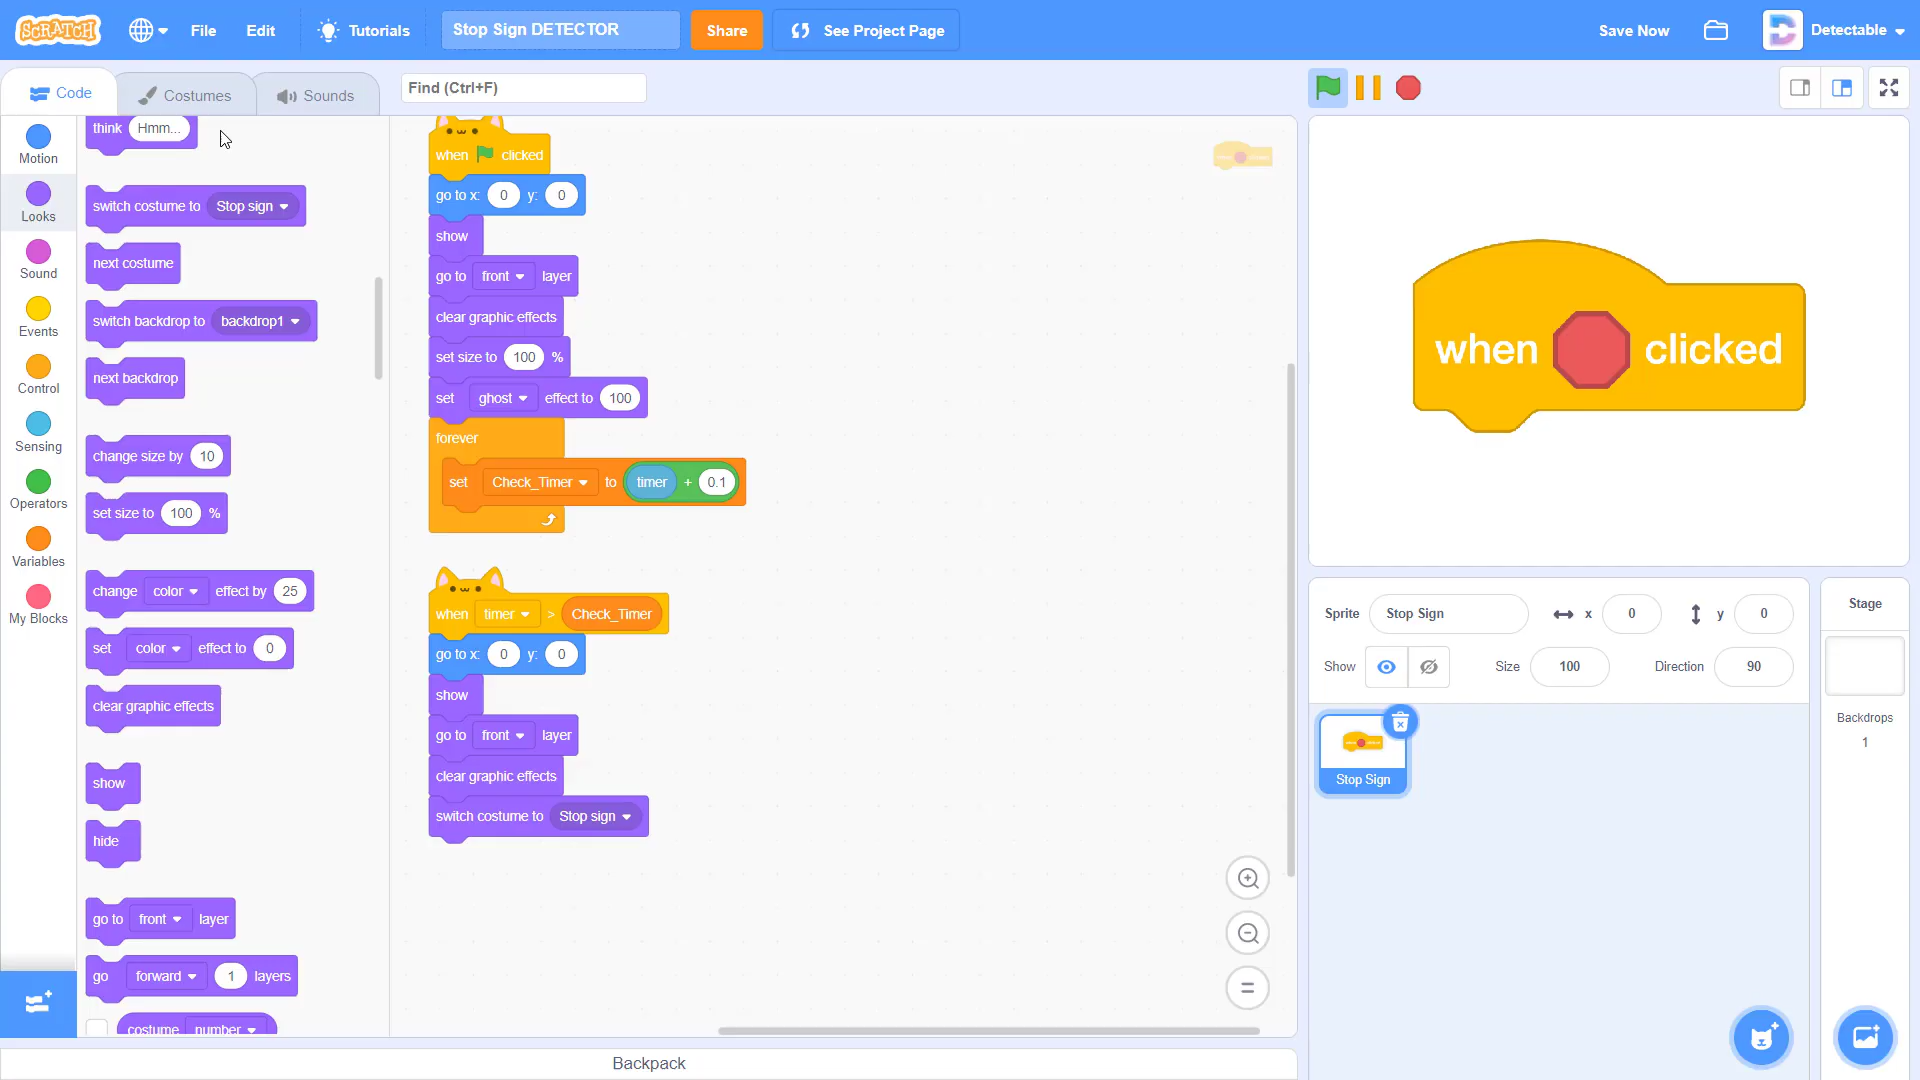 SCRATCH File Edit Tutorials Stop Sign DETECTOR Share See Project Page Save Now Detectable
Code Costumes Sounds Find (Ctrl+F)
Motion
Looks
Sound
Events
Control
Sensing
Operators
Variables
My Blocks
think Hmm...
switch costume to Stop sign
next costume
switch backdrop to backdrop1
next backdrop
change size by 10
set size to 100 %
change color effect by 25
set color effect to 0
clear graphic effects
show
hide
go to front layer
go forward 1 layers
costume number
when clicked
go to x: 0 y: 0
show
go to front layer
clear graphic effects
set size to 100 %
set ghost effect to 100
forever
set Check_Timer to timer + 0.1
when timer > Check_Timer
go to x: 0 y: 0
show
go to front layer
clear graphic effects
switch costume to Stop sign
when clicked
Sprite Stop Sign x 0 y 0
Show Size 100 Direction 90
Stop Sign
Stage
Backdrops
1
Backpack